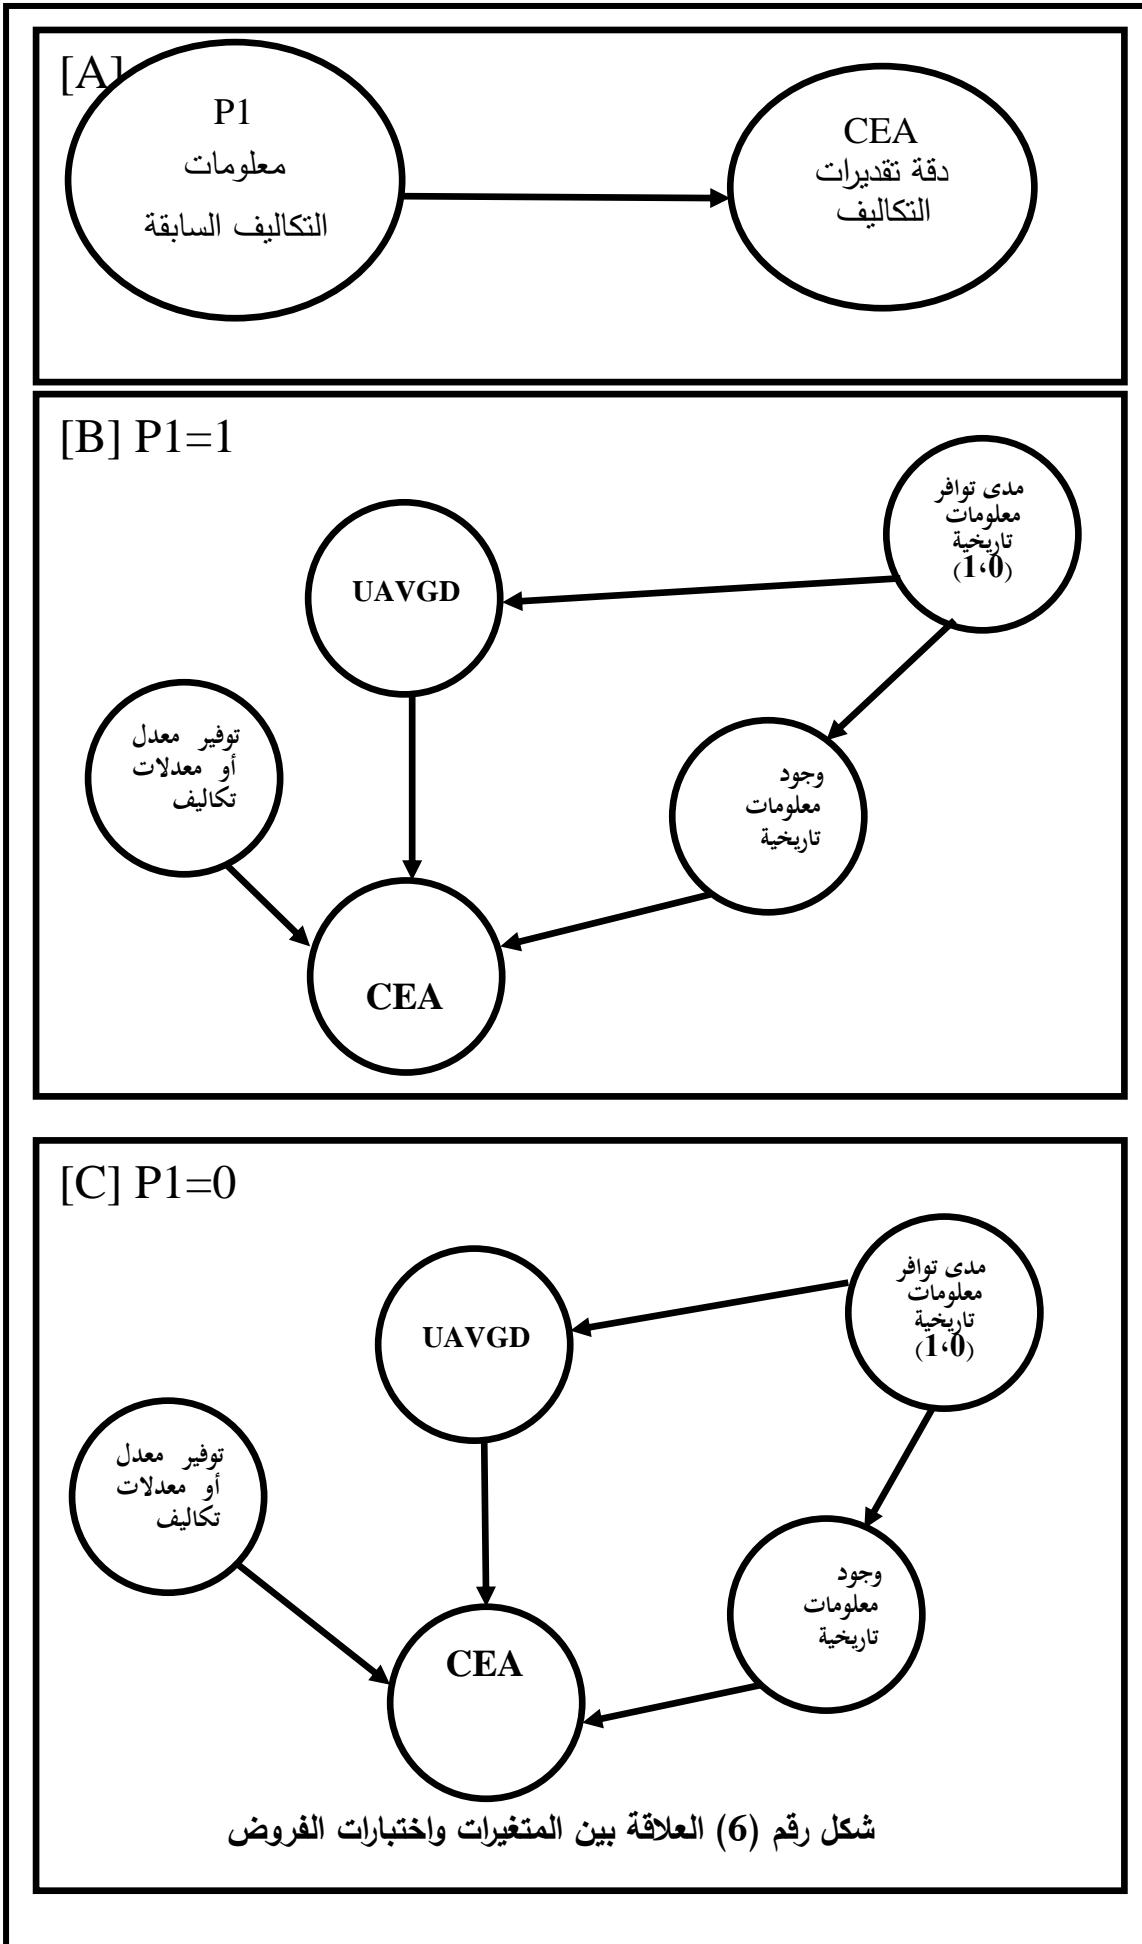 [A]
P1
معلومات
التكاليف السابقة
CEA
دقة تقديرات
التكاليف
[B] P1=1
مدى توافر
معلومات
تاريخية
(1،0)
UAVGD
توفير معدل
أو معدلات
تكاليف
وجود
معلومات
تاريخية
CEA
[C] P1=0
مدى توافر
معلومات
تاريخية
(1،0)
UAVGD
توفير معدل
أو معدلات
تكاليف
وجود
معلومات
تاريخية
CEA
شكل رقم (6) العلاقة بين المتغيرات واختبارات الفروض